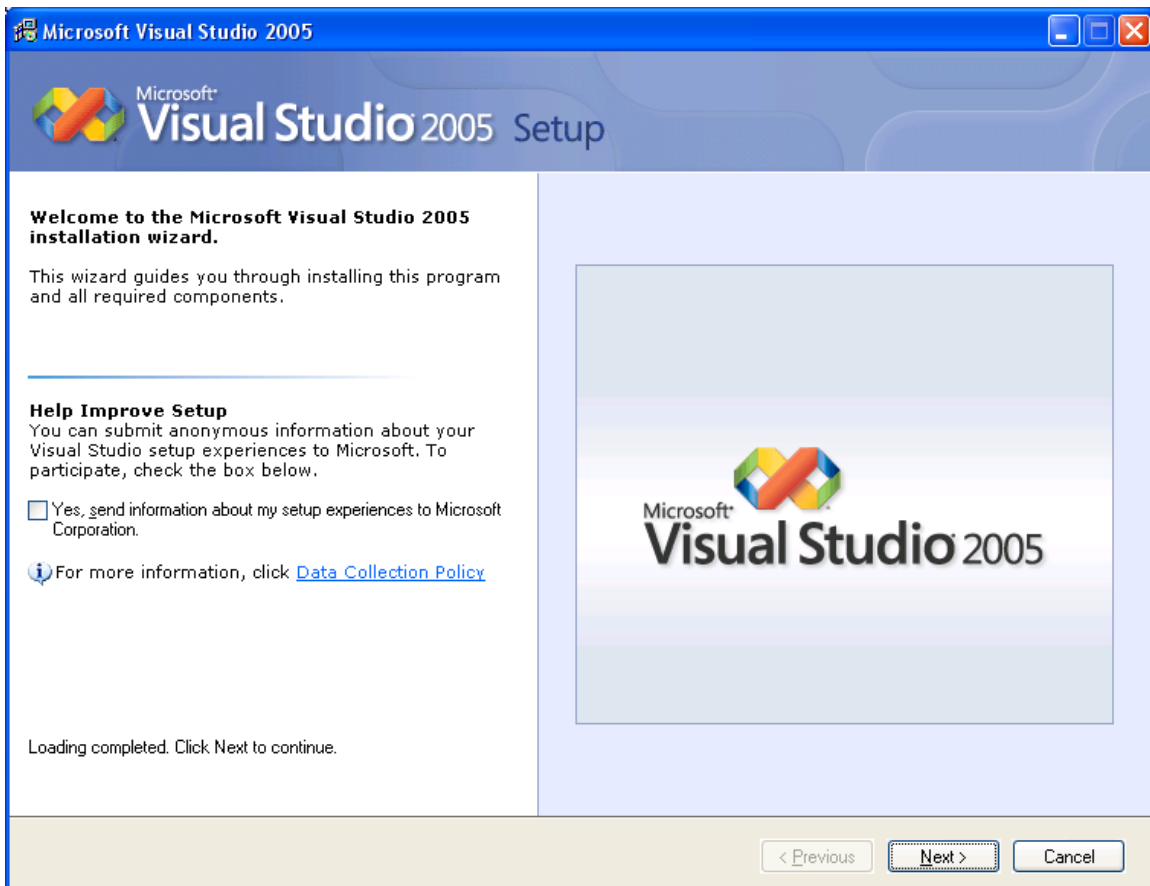 Microsoft Visual Studio 2005
Microsoft
Visual Studio 2005 Setup
Welcome to the Microsoft Visual Studio 2005
installation wizard.
This wizard guides you through installing this program
and all required components.
Help Improve Setup
You can submit anonymous information about your
Visual Studio setup experiences to Microsoft. To
participate, check the box below.
Yes, send information about my setup experiences to Microsoft
Corporation.
For more information, click Data Collection Policy
Loading completed. Click Next to continue.
Microsoft
Visual Studio 2005
< Previous
Next >
Cancel